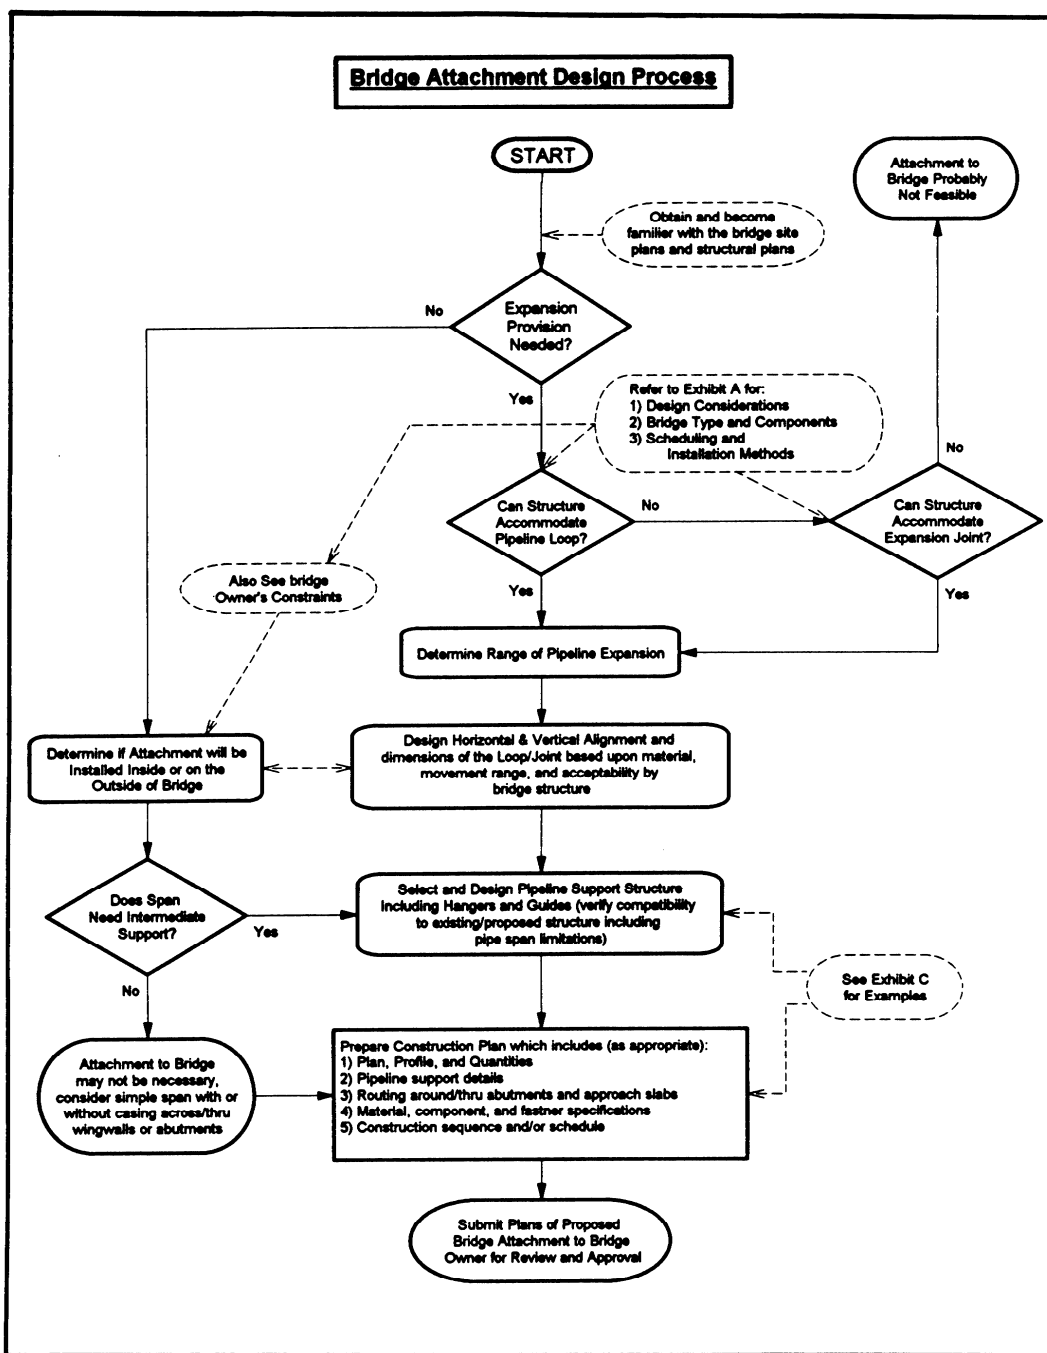 Bridge Attachment Design Process
START
Attachment to
Bridge Probably
Not Feasible
Obtain and become
familier with the bridge site
plans and structural plans
No
Expansion
Provision
Needed?
Yes
Refer to Exhibit A for:
1) Design Considerations
2) Bridge Type and Components
3) Scheduling and
Installation Methods
No
Can Structure
Accommodate
Pipeline Loop?
No
Can Structure
Accommodate
Expansion Joint?
Also See bridge
Owner's Constraints
Yes
Yes
Determine Range of Pipeline Expansion
Determine if Attachment will be
Installed Inside or on the
Outside of Bridge
Design Horizontal & Vertical Alignment and
dimensions of the Loop/Joint based upon material,
movement range, and acceptability by
bridge structure
Does Span
Need Intermediate
Support?
Yes
Select and Design Pipeline Support Structure
Including Hangers and Guides (verify compatibility
to existing/proposed structure including
pipe span limitations)
No
See Exhibit C
for Examples
Attachment to Bridge
may not be necessary,
consider simple span with or
without casing across/thru
wingwalls or abutments
Prepare Construction Plan which includes (as appropriate):
1) Plan, Profile, and Quantities
2) Pipeline support details
3) Routing around/thru abutments and approach slabs
4) Material, component, and fastner specifications
5) Construction sequence and/or schedule
Submit Plans of Proposed
Bridge Attachment to Bridge
Owner for Review and Approval